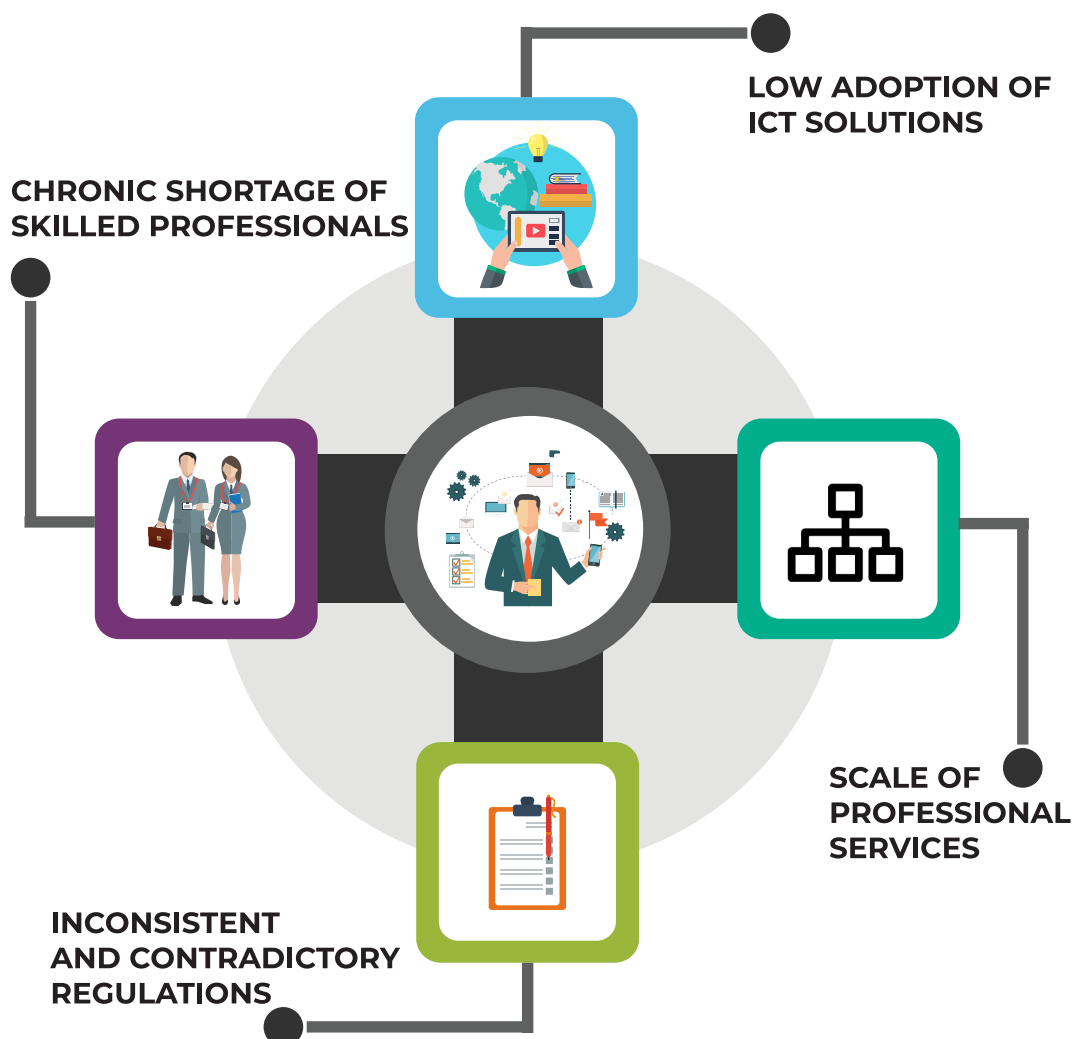 LOW ADOPTION OF
ICT SOLUTIONS
CHRONIC SHORTAGE OF
SKILLED PROFESSIONALS
SCALE OF
PROFESSIONAL
SERVICES
INCONSISTENT
AND CONTRADICTORY
REGULATIONS